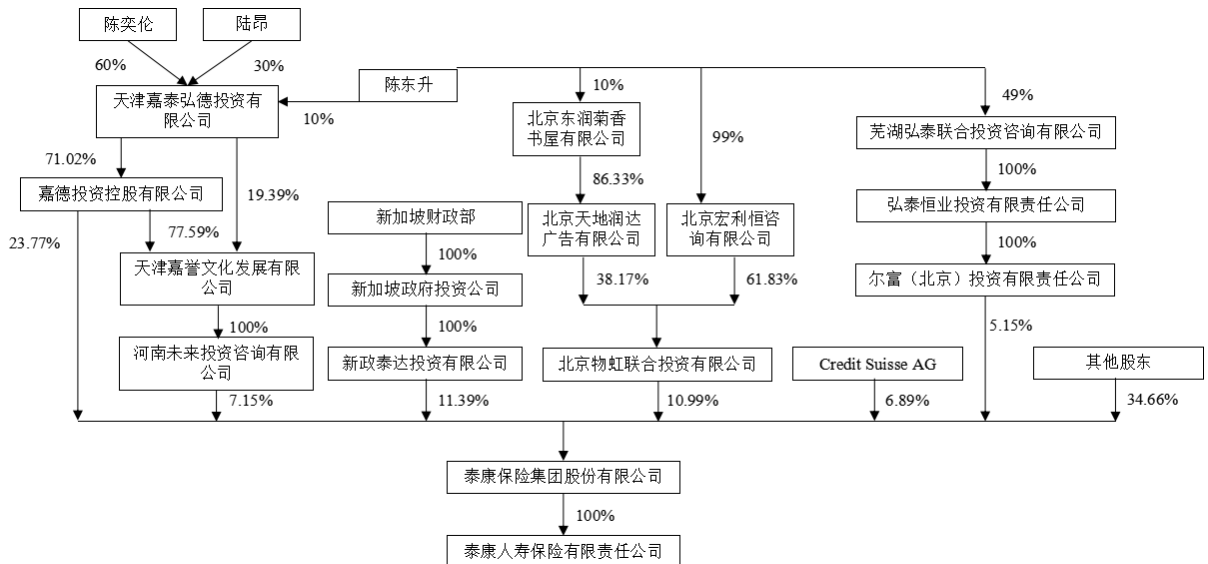 陈奕伦
陆昂
60%
30%
陈东升
10%
天津嘉泰弘德投资有
限公司
10%
北京东润菊香
书屋有限公司
99%
49%
芜湖弘泰联合投资咨询有限公司
71.02%
19.39%
86.33%
100%
嘉德投资控股有限公司
新加坡财政部
北京天地润达
广告有限公司
北京宏利恒咨
询有限公司
弘泰恒业投资有限责任公司
23.77%
77.59%
100%
100%
天津嘉誉文化发展有限
公司
新加坡政府投资公司
38.17%
61.83%
尔富（北京）投资有限责任公司
100%
100%
5.15%
河南未来投资咨询有限
公司
新政泰达投资有限公司
北京物虹联合投资有限公司
Credit Suisse AG
其他股东
7.15%
11.39%
10.99%
6.89%
34.66%
泰康保险集团股份有限公司
100%
泰康人寿保险有限责任公司